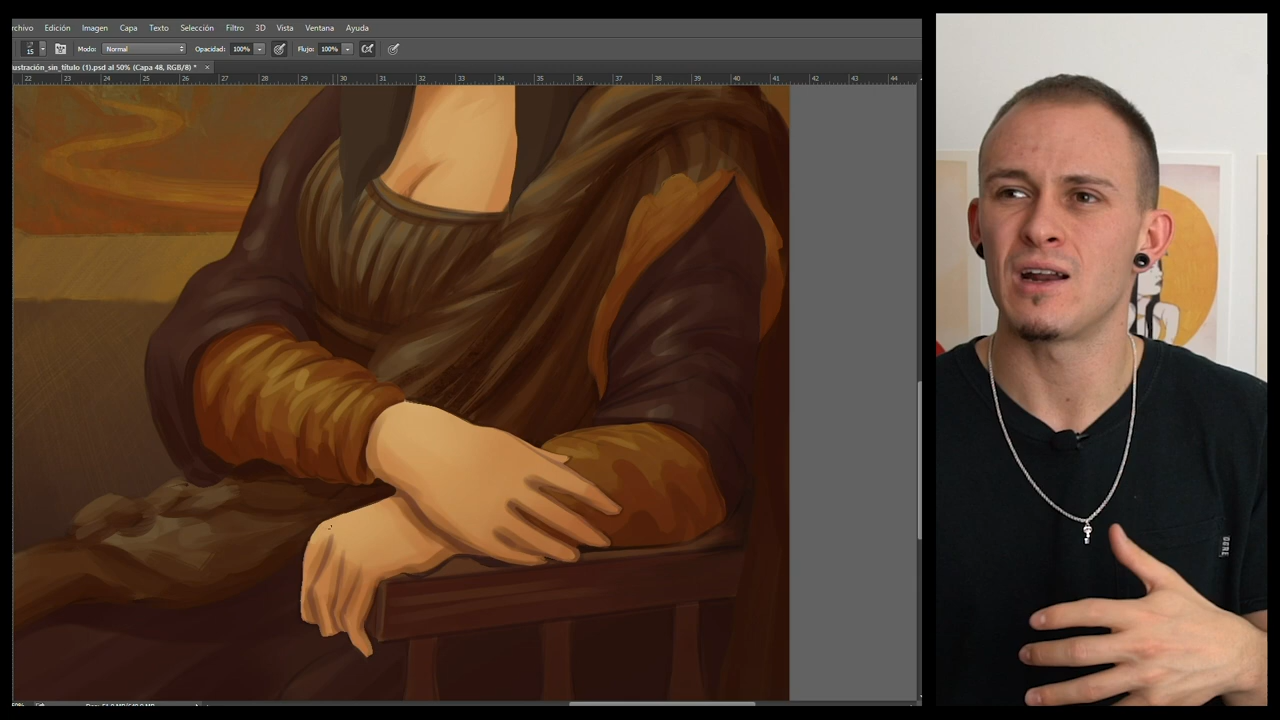 rchivo Edición Imagen Capa Texto Selección Filtro 3D Vista Ventana Ayuda
15 Modo: Normal Opacidad: 100% Flujo: 100%
ustración_sin_título (1).psd al 50% (Capa 48, RGB/8) * ×
22 23 24 25 26 27 28 29 30 31 32 33 34 35 36 37 38 39 40 41 42 43 44